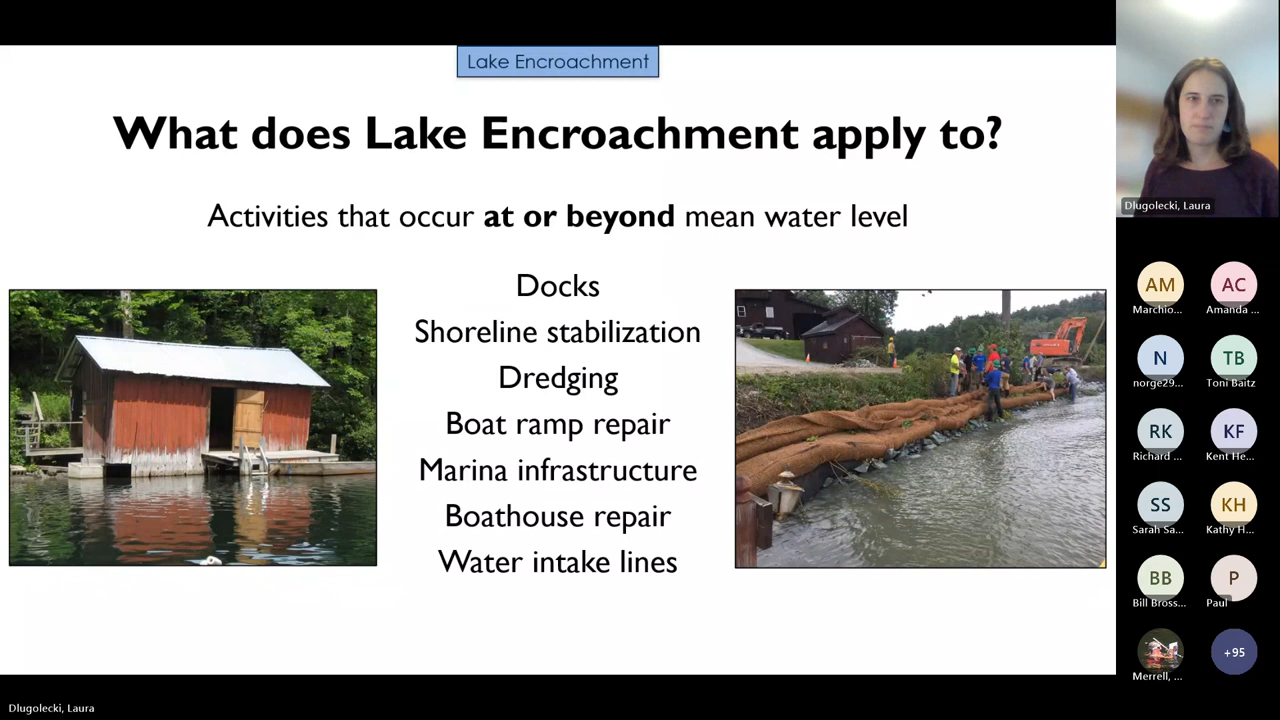 Lake Encroachment
What does Lake Encroachment apply to?
Activities that occur at or beyond mean water level
Docks
Shoreline stabilization
Dredging
Boat ramp repair
Marina infrastructure
Boathouse repair
Water intake lines
Dlugolecki, Laura
AM
Marchio...
AC
Amanda ...
N
norge29...
TB
Toni Baitz
RK
Richard ...
KF
Kent He...
SS
Sarah Sa...
KH
Kathy H...
BB
Bill Bross...
P
Paul
Merrell, ...
+95
Dlugolecki, Laura